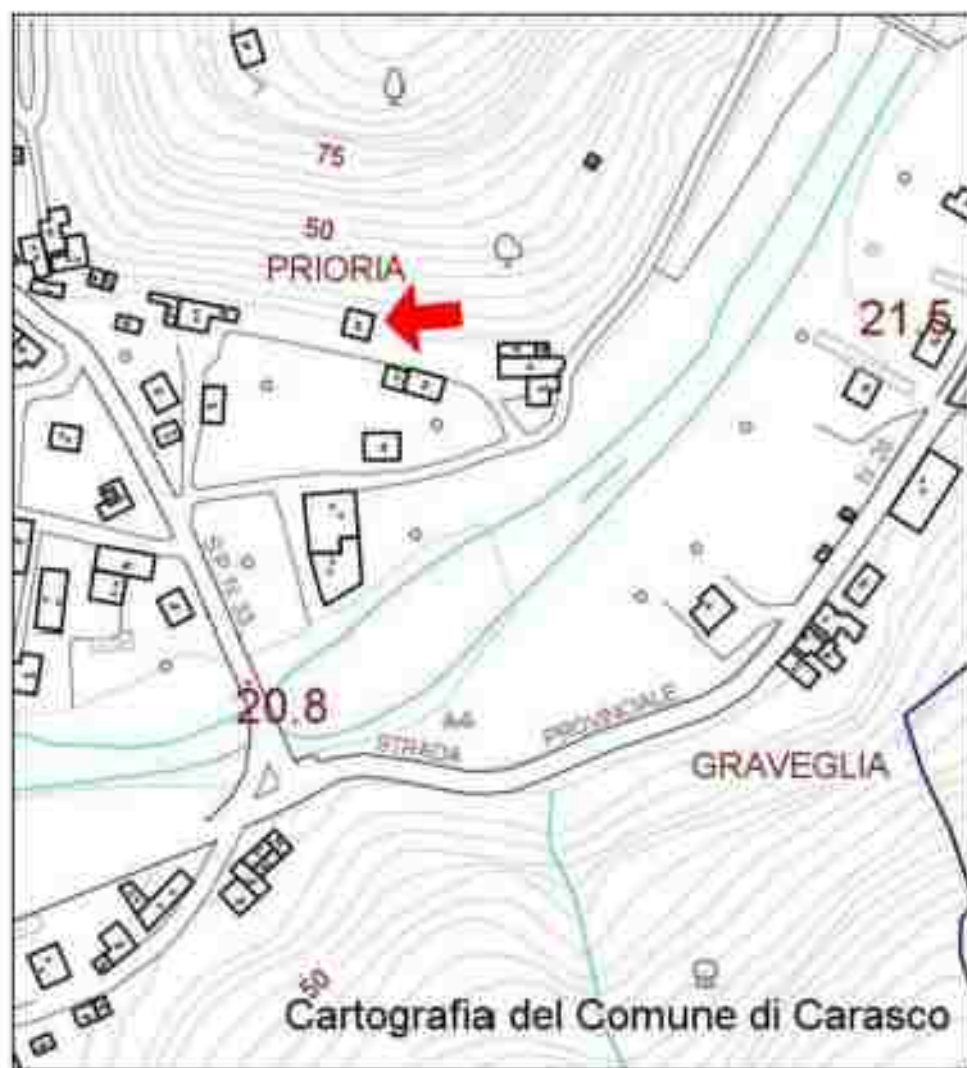 75
50
PRIORIA
21.5
20.8
STRADA
PROVINCIALE
GRAVEGLIA
50
Cartografia del Comune di Carasco